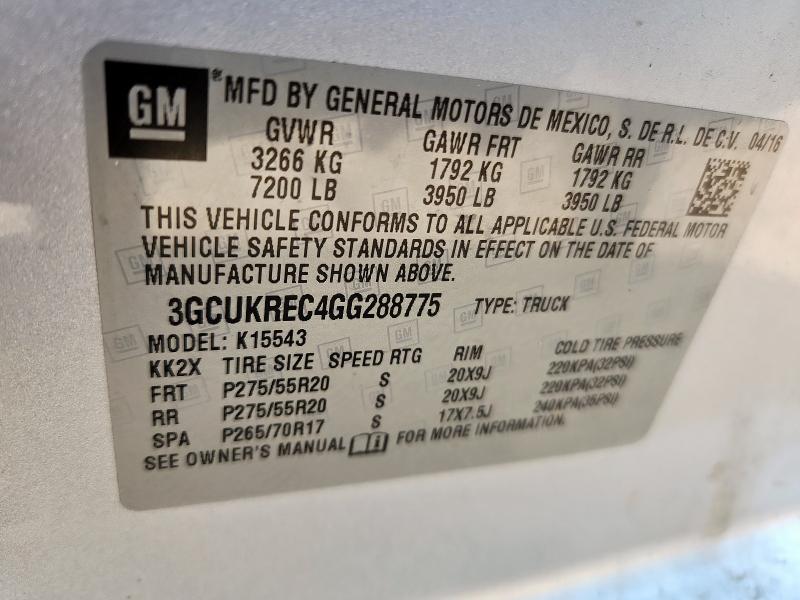 GM
MFD BY GENERAL MOTORS DE MEXICO, S. DE R.L. DE C.V. 04/16
GVWR GAWR FRT GAWR RR
3266 KG 1792 KG 1792 KG
7200 LB 3950 LB 3950 LB
THIS VEHICLE CONFORMS TO ALL APPLICABLE U.S. FEDERAL MOTOR
VEHICLE SAFETY STANDARDS IN EFFECT ON THE DATE OF
MANUFACTURE SHOWN ABOVE.
3GCUKREC4GG288775 TYPE: TRUCK
MODEL: K15543
KK2X TIRE SIZE SPEED RTG RIM COLD TIRE PRESSURE
FRT P275/55R20 S 20X9J 220KPA(32PSI)
RR P275/55R20 S 20X9J 220KPA(32PSI)
SPA P265/70R17 S 17X7.5J 240KPA(35PSI)
SEE OWNER'S MANUAL FOR MORE INFORMATION.